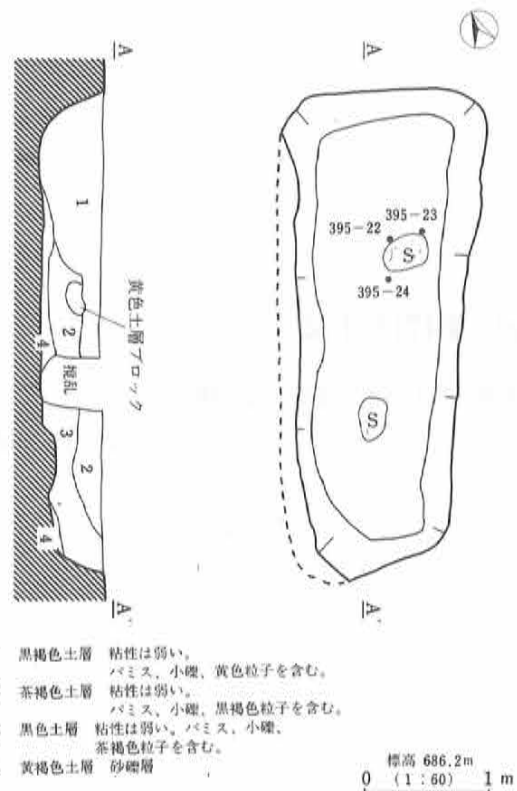 A
A
395-23
395-22
S
395-24
S
1
黄色土層ブロック
2
4
撹乱
3
2
4
A'
A'
黒褐色土層 粘性は弱い。
パミス、小礫、黄色粒子を含む。
茶褐色土層 粘性は弱い。
パミス、小礫、黒褐色粒子を含む。
黒色土層 粘性は弱い。パミス、小礫、
茶褐色粒子を含む。
黄褐色土層 砂礫層
標高 686.2m
0 (1:60) 1m